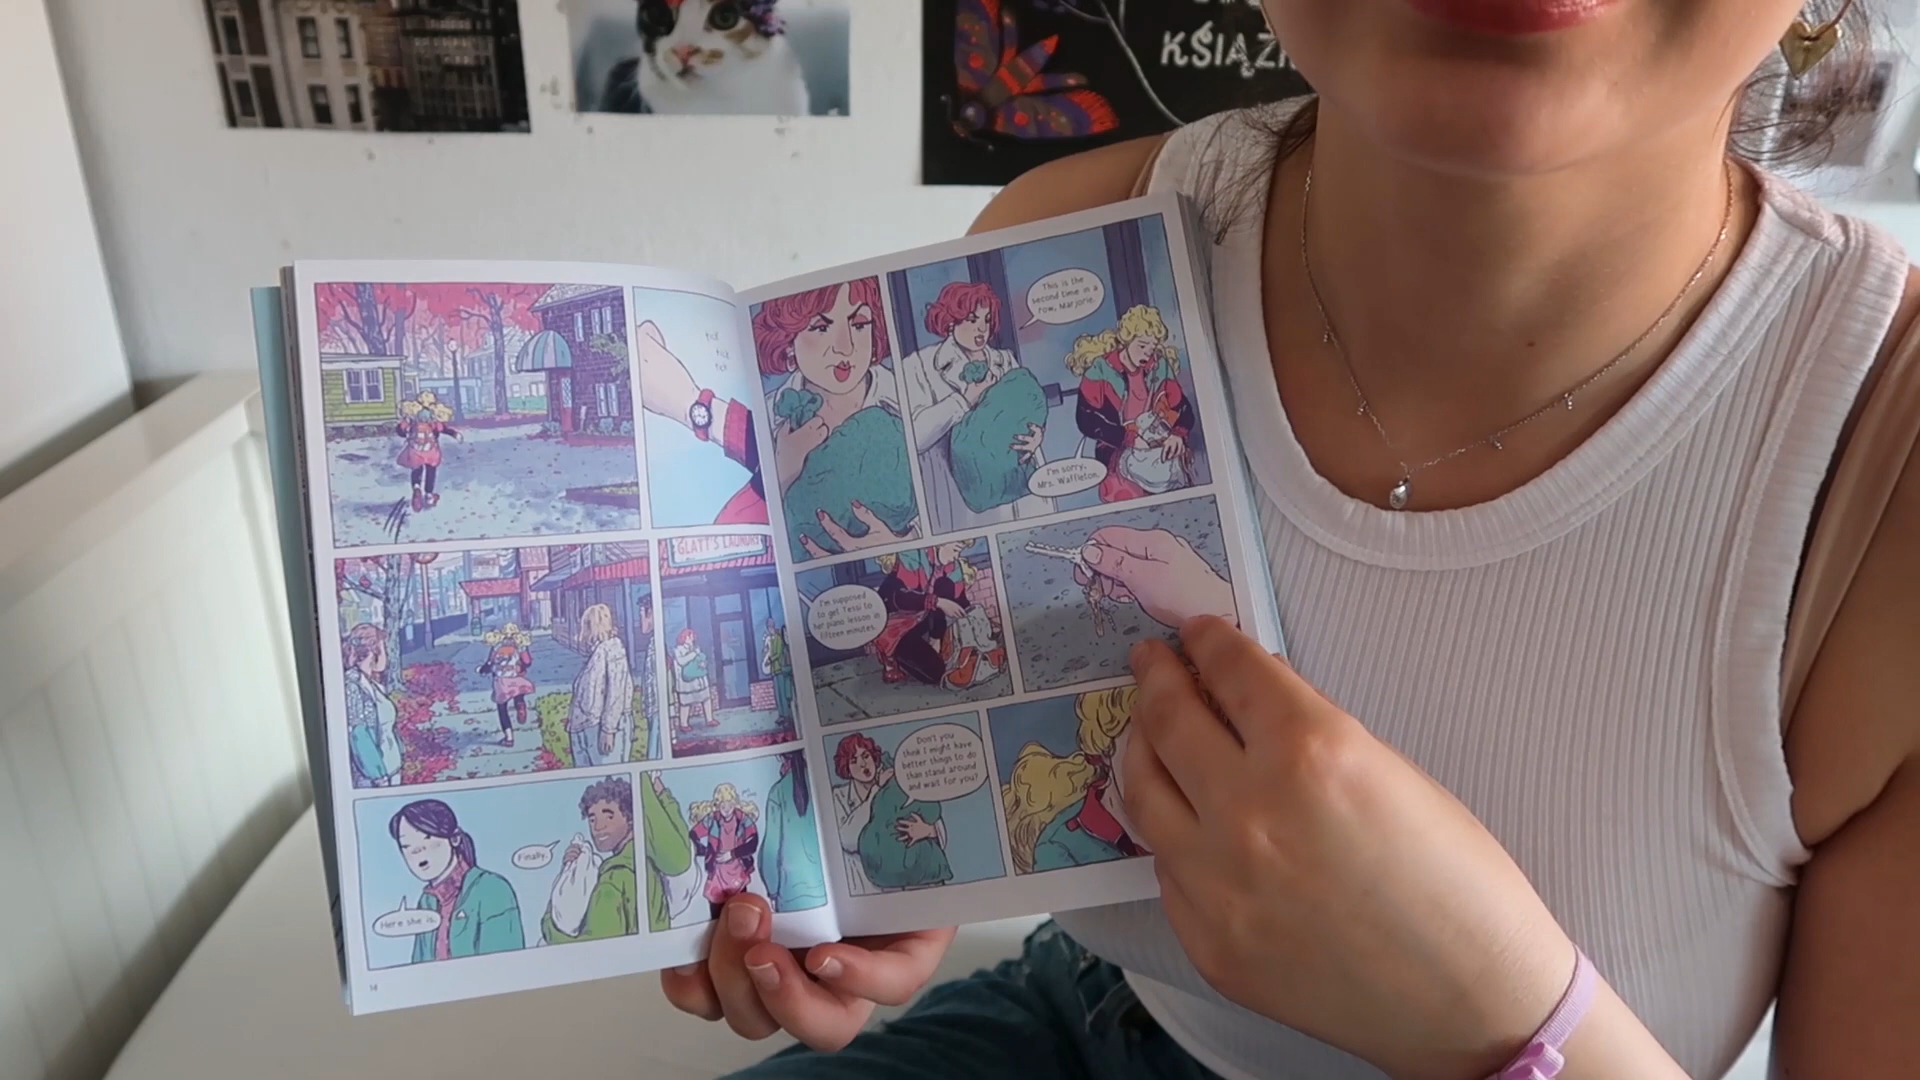 KSIĄŻ
tick
tick
tick
GLATT'S LAUNDRY
Here she is.
Finally.
14
This is the
second time in a
row, Marjorie.
I'm sorry,
Mrs. Waffleton.
I'm supposed
to get Tessi to
her piano lesson in
fifteen minutes.
Don't you
think I might have
better things to do
than stand around
and wait for you?